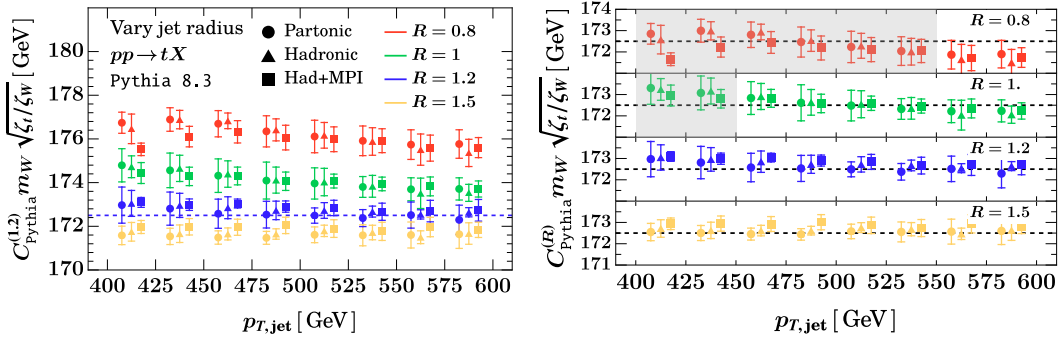 C_Pythia^(1.2) m_W √ζ_t/ζ_W [GeV]
180
178
176
174
172
170
Vary jet radius
pp→tX
Pythia 8.3
Partonic
Hadronic
Had+MPI
R = 0.8
R = 1
R = 1.2
R = 1.5
400 425 450 475 500 525 550 575 600
p_T,jet [GeV]
C_Pythia^(R) m_W √ζ_t/ζ_W [GeV]
174
173
172
R = 0.8
173
172
R = 1.
173
172
R = 1.2
173
172
171
R = 1.5
400 425 450 475 500 525 550 575 600
p_T,jet [GeV]